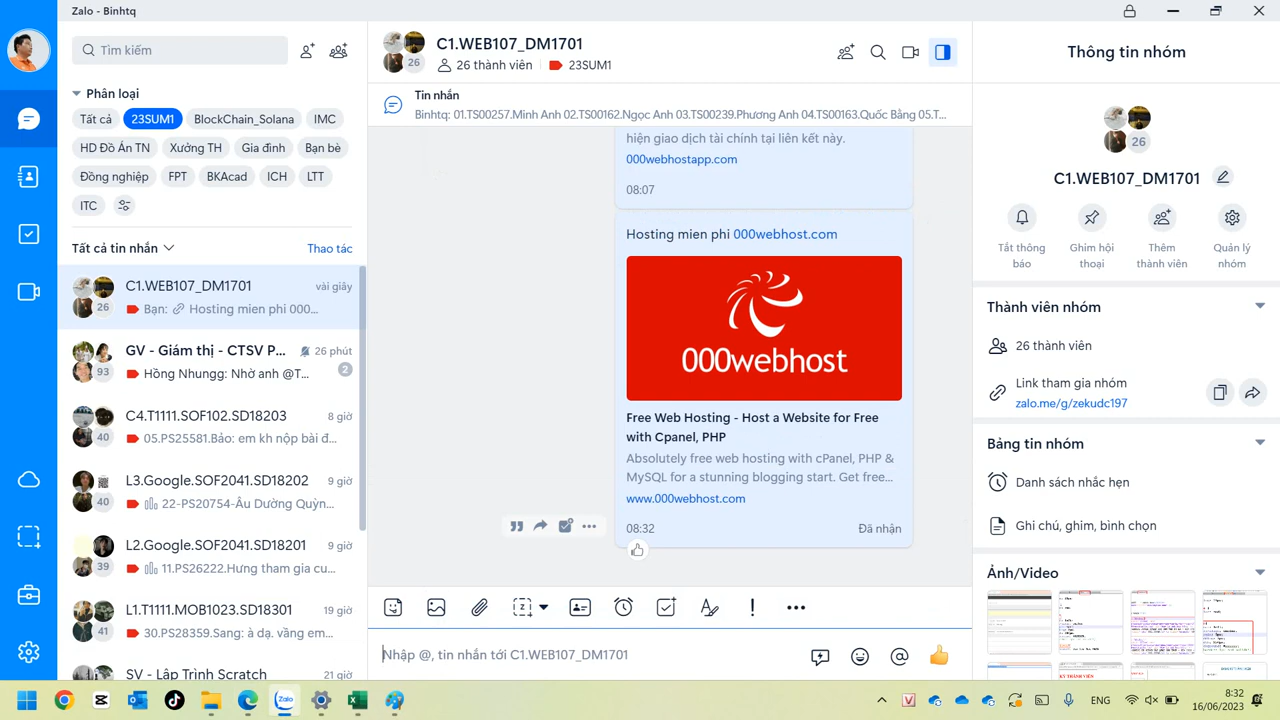 Zalo - Binhtq
Tìm kiếm
Phân loại
Tất cả
23SUM1
BlockChain_Solana
IMC
HD Đồ Án TN
Xưởng TH
Gia đình
Bạn bè
Đồng nghiệp
FPT
BKAcad
ICH
LTT
ITC
Tất cả tin nhắn
Thao tác
C1.WEB107_DM1701
vài giây
26
Bạn: Hosting mien phi 000...
GV - Giám thị - CTSV P...
26 phút
93
Hồng Nhungg: Nhờ anh @T...
2
C4.T1111.SOF102.SD18203
8 giờ
40
05.PS25581.Bảo: em kh nộp bài đ...
L3.Google.SOF2041.SD18202
9 giờ
40
22-PS20754-Âu Dường Quỳn...
L2.Google.SOF2041.SD18201
9 giờ
39
11.PS26222.Hưng tham gia cu...
L1.T1111.MOB1023.SD18301
19 giờ
41
30.PS28359.Sang: à dạ, vầng em...
SV - Lập Trình Scratch
C1.WEB107_DM1701
26
26 thành viên
23SUM1
Tin nhắn
Binhtq: 01.TS00257.Minh Anh 02.TS00162.Ngọc Anh 03.TS00239.Phương Anh 04.TS00163.Quốc Bằng 05.T...
hiện giao dịch tài chính tại liên kết này.
000webhostapp.com
08:07
Hosting mien phi 000webhost.com
000webhost
Free Web Hosting - Host a Website for Free
with Cpanel, PHP
Absolutely free web hosting with cPanel, PHP &
MySQL for a stunning blogging start. Get free...
www.000webhost.com
08:32
Đã nhận
WEB107_DM1701
Thông tin nhóm
26
C1.WEB107_DM1701
Tắt thông
báo
Ghim hội
thoại
Thêm
thành viên
Quản lý
nhóm
Thành viên nhóm
26 thành viên
Link tham gia nhóm
zalo.me/g/zekudc197
Bảng tin nhóm
Danh sách nhắc hẹn
Ghi chú, ghim, bình chọn
Ảnh/Video
Zalo
ENG
8:32
16/06/2023